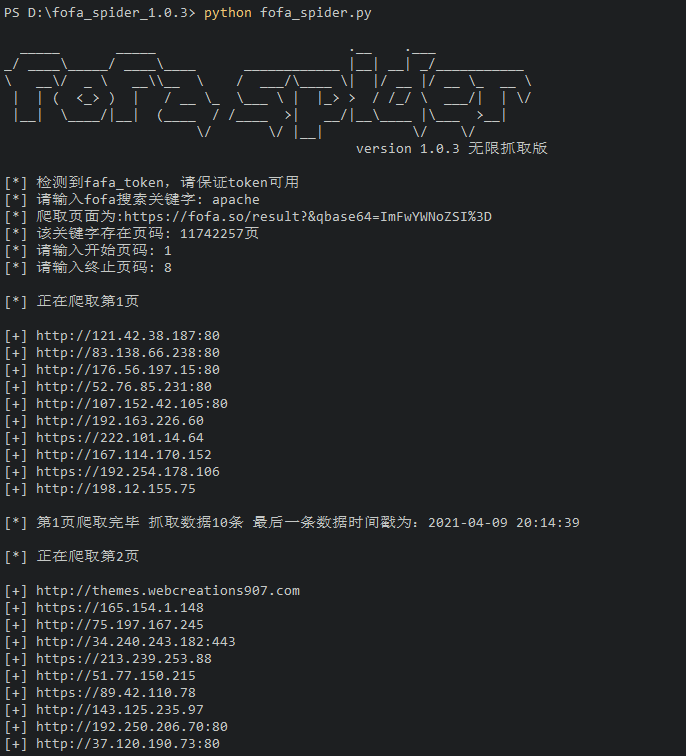 PS D:\fofa_spider_1.0.3> python fofa_spider.py
fofa_spider
version 1.0.3 无限抓取版
[*] 检测到fafa_token，请保证token可用
[*] 请输入fofa搜索关键字: apache
[*] 爬取页面为:https://fofa.so/result?&qbase64=ImFwYWNoZSI%3D
[*] 该关键字存在页码: 11742257页
[*] 请输入开始页码: 1
[*] 请输入终止页码: 8
[*] 正在爬取第1页
[+] http://121.42.38.187:80
[+] http://83.138.66.238:80
[+] http://176.56.197.15:80
[+] http://52.76.85.231:80
[+] http://107.152.42.105:80
[+] http://192.163.226.60
[+] https://222.101.14.64
[+] http://167.114.170.152
[+] https://192.254.178.106
[+] http://198.12.155.75
[*] 第1页爬取完毕 抓取数据10条 最后一条数据时间戳为：2021-04-09 20:14:39
[*] 正在爬取第2页
[+] http://themes.webcreations907.com
[+] https://165.154.1.148
[+] http://75.197.167.245
[+] http://34.240.243.182:443
[+] https://213.239.253.88
[+] http://51.77.150.215
[+] https://89.42.110.78
[+] http://143.125.235.97
[+] http://192.250.206.70:80
[+] http://37.120.190.73:80